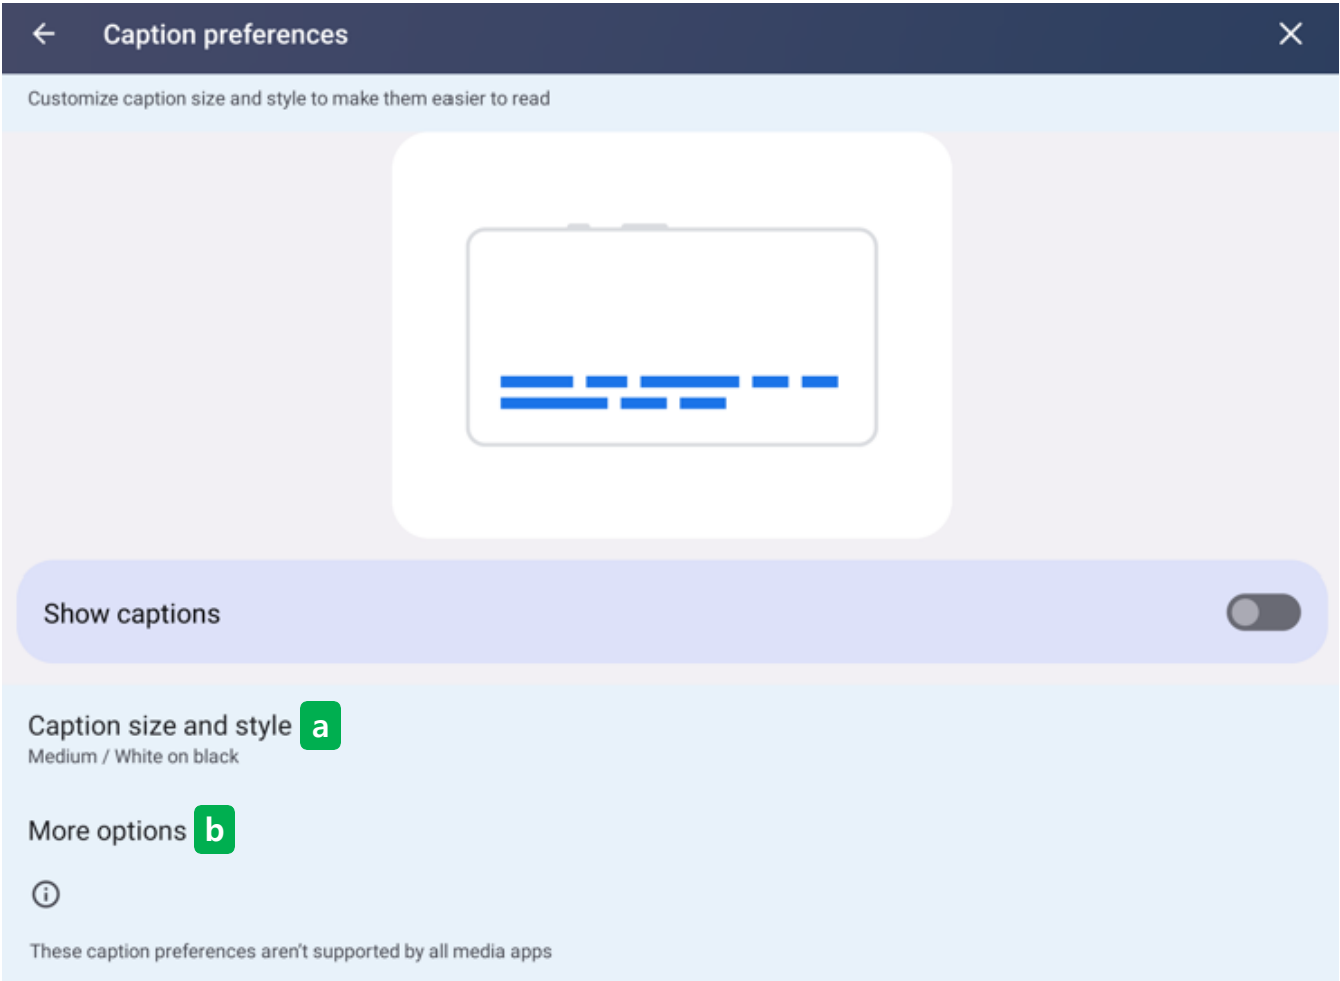 Caption preferences
Customize caption size and style to make them easier to read
Show captions
Caption size and style a
Medium / White on black
More options b
These caption preferences aren't supported by all media apps